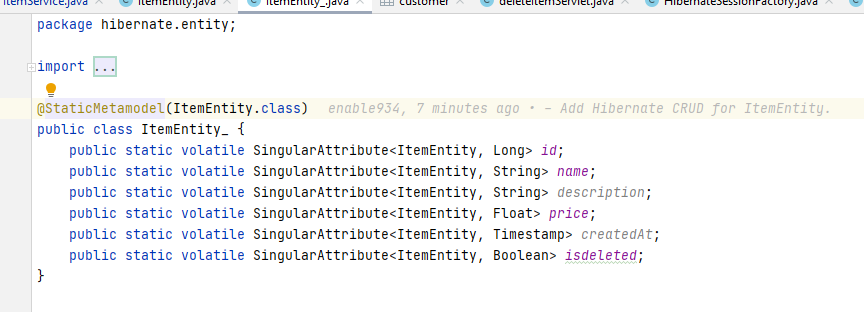 ItemService.java ItemEntity.java ItemEntity_.java customer deleteItemServlet.java HibernateSessionFactory.java
package hibernate.entity;
import ...
@StaticMetamodel(ItemEntity.class) enable934, 7 minutes ago • – Add Hibernate CRUD for ItemEntity.
public class ItemEntity_ {
public static volatile SingularAttribute<ItemEntity, Long> id;
public static volatile SingularAttribute<ItemEntity, String> name;
public static volatile SingularAttribute<ItemEntity, String> description;
public static volatile SingularAttribute<ItemEntity, Float> price;
public static volatile SingularAttribute<ItemEntity, Timestamp> createdAt;
public static volatile SingularAttribute<ItemEntity, Boolean> isdeleted;
}